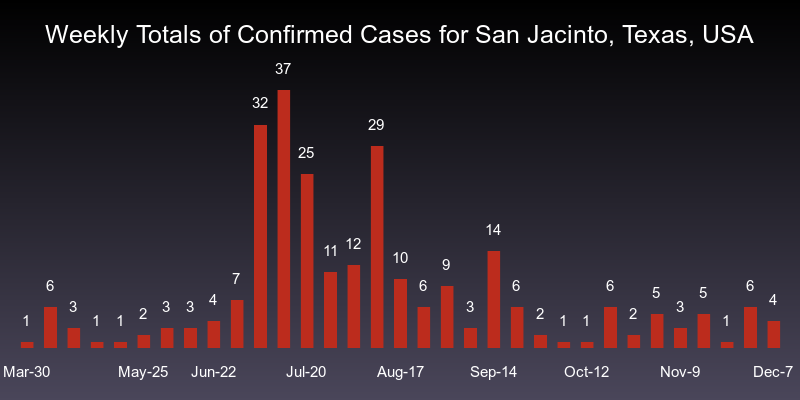 Weekly Totals of Confirmed Cases for San Jacinto, Texas, USA
1 6 3 1 1 2 3 3 4 7 32 37 25 11 12 29 10 6 9 3 14 6 2 1 1 6 2 5 3 5 1 6 4
Mar-30 May-25 Jun-22 Jul-20 Aug-17 Sep-14 Oct-12 Nov-9 Dec-7